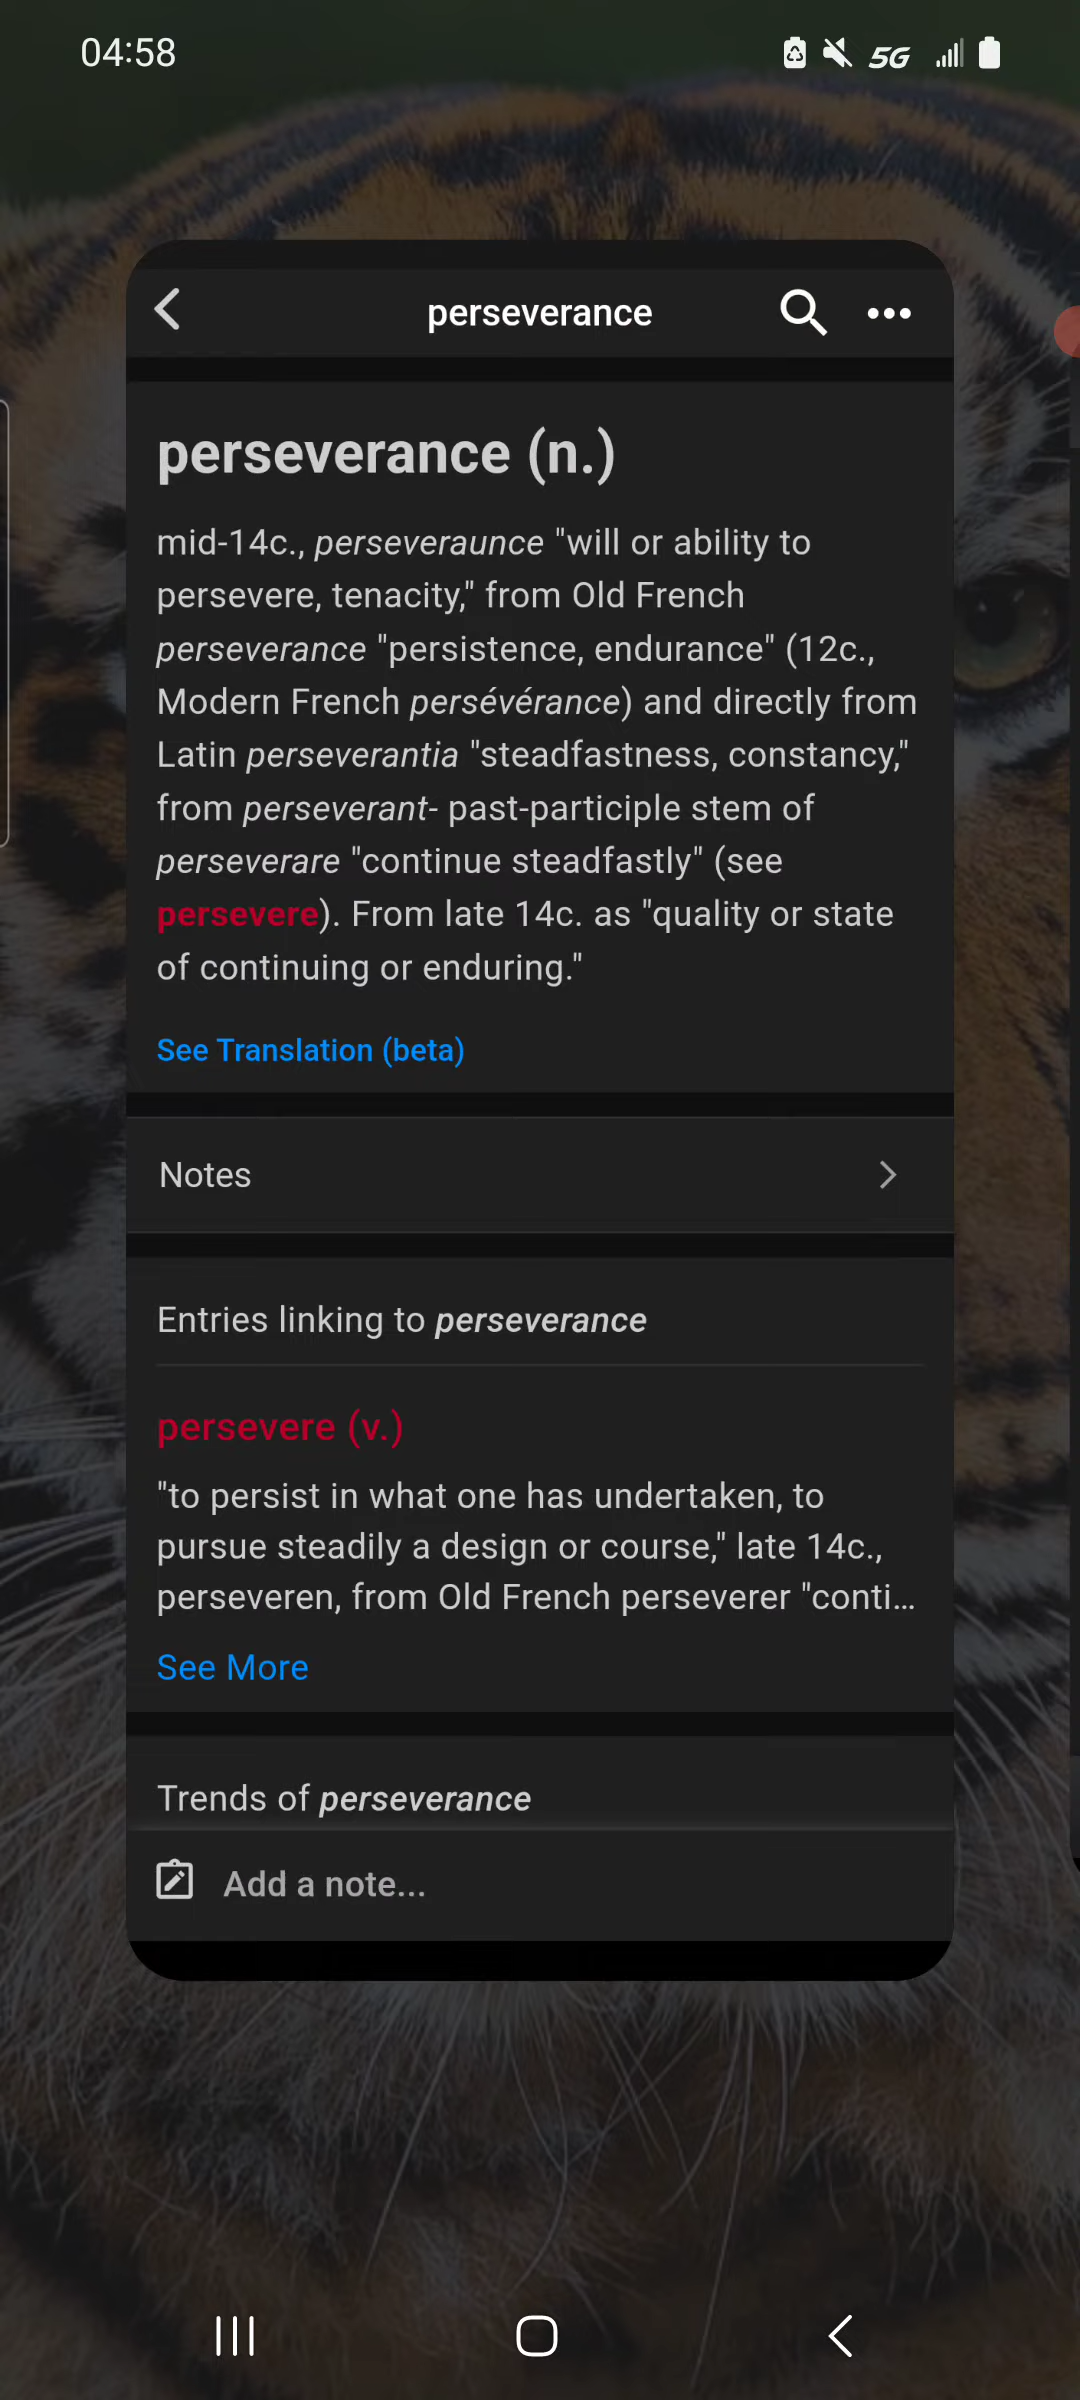 04:58
5G
perseverance
perseverance (n.)
mid-14c., perseveraunce "will or ability to
persevere, tenacity," from Old French
perseverance "persistence, endurance" (12c.,
Modern French persévérance) and directly from
Latin perseverantia "steadfastness, constancy,"
from perseverant- past-participle stem of
perseverare "continue steadfastly" (see
persevere). From late 14c. as "quality or state
of continuing or enduring."
See Translation (beta)
Notes
Entries linking to perseverance
persevere (v.)
"to persist in what one has undertaken, to
pursue steadily a design or course," late 14c.,
perseveren, from Old French perseverer "conti...
See More
Trends of perseverance
Add a note...